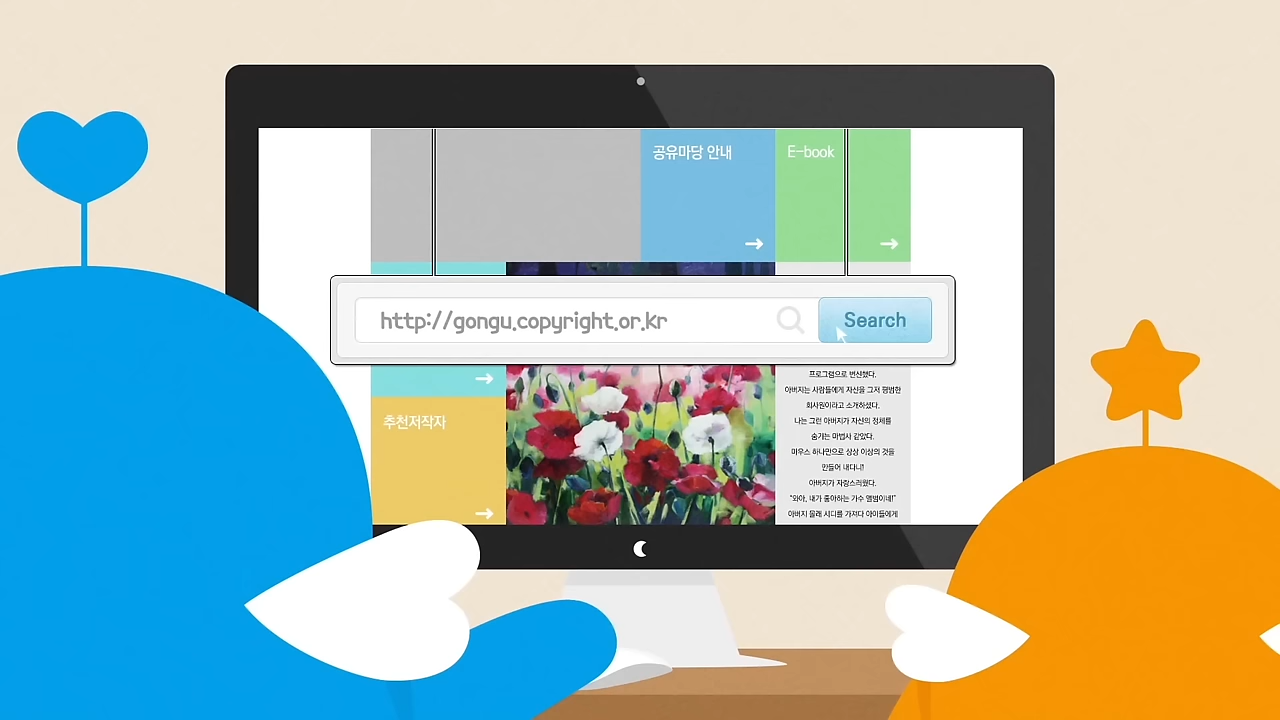 공유마당 안내
E-book
http://gongu.copyright.or.kr
Search
추천저작자
프로그램으로 변신했다.
아버지는 사람들에게 자신을 그저 평범한
회사원이라고 소개하셨다.
나는 그런 아버지가 자신의 정체를
숨기는 마법사 같았다.
마우스 하나만으로 상상 이상의 것을
만들어 내다니!
아버지가 자랑스러웠다.
"와아, 내가 좋아하는 가수 앨범이네!"
아버지 몰래 시디를 가져다 아이들에게